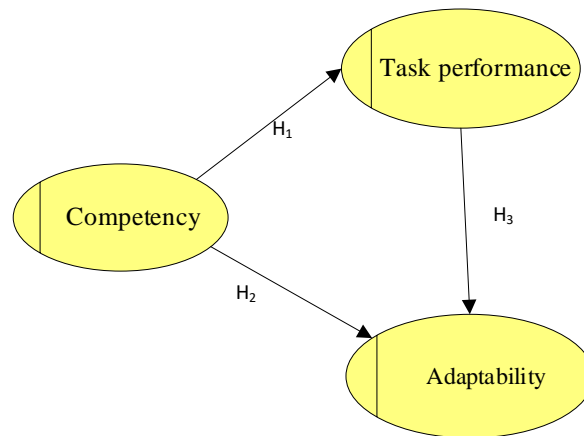 Task performance
H₁
Competency
H₃
H₂
Adaptability